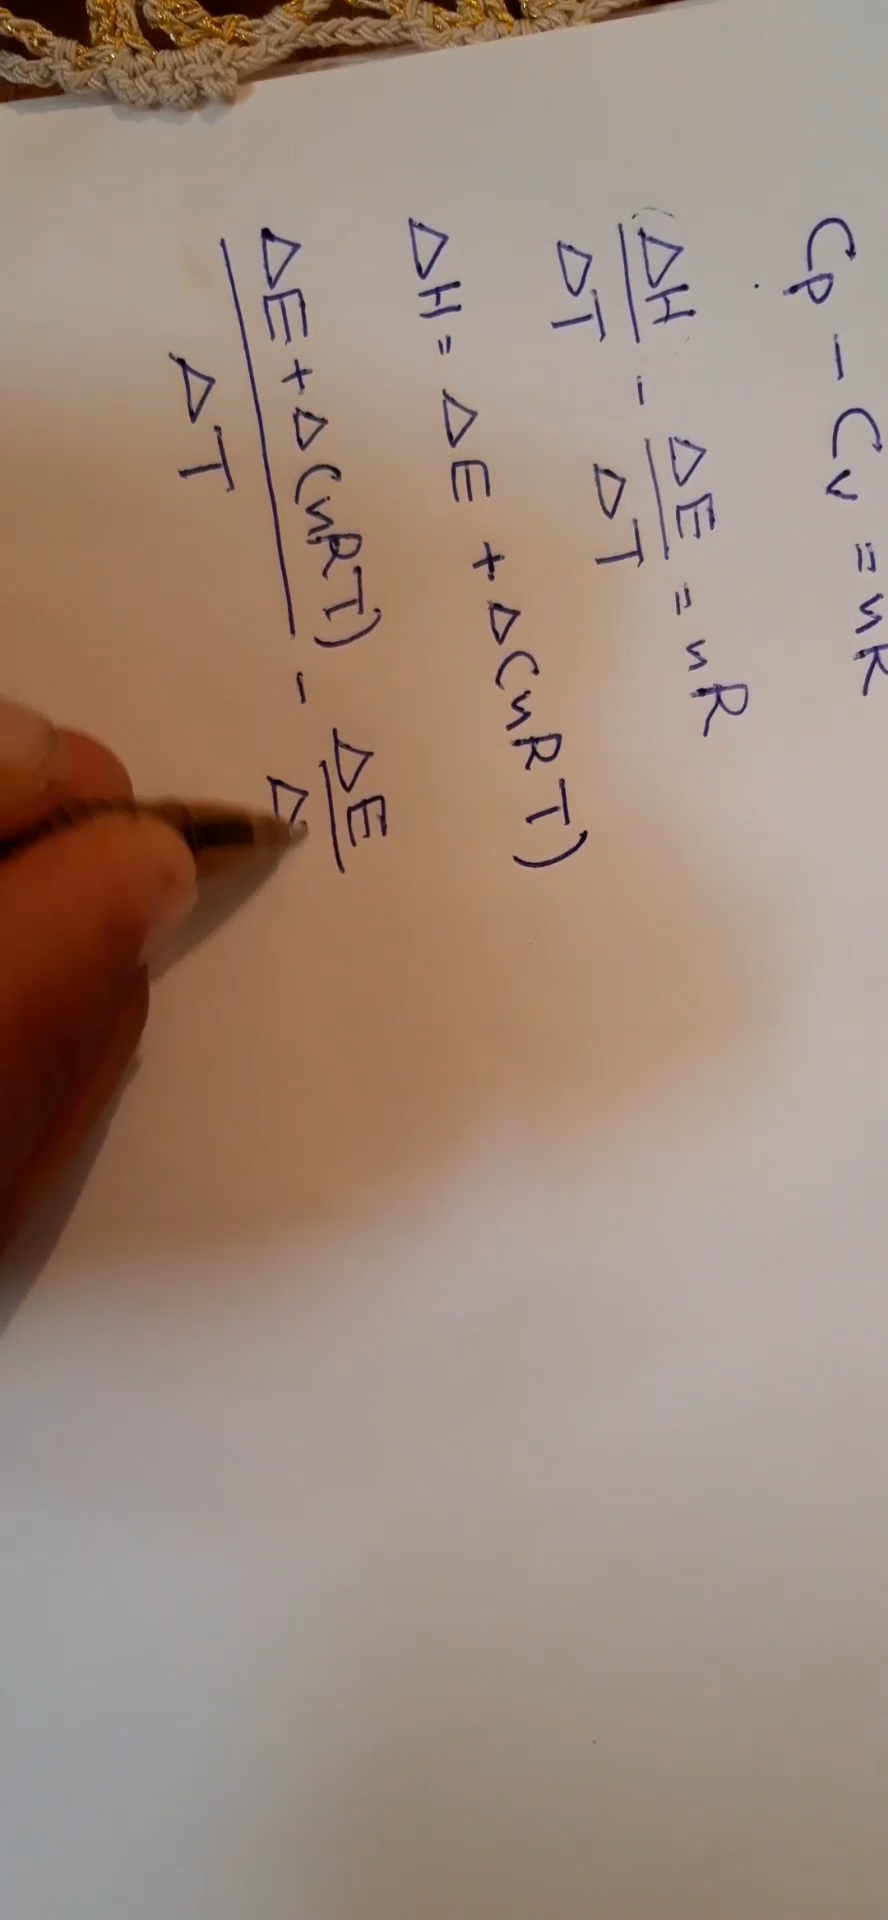 Cp - Cv = nR
ΔH/ΔT - ΔE/ΔT = nR
ΔH = ΔE + Δ(nRT)
(ΔE + Δ(nRT))/ΔT - ΔE/Δ